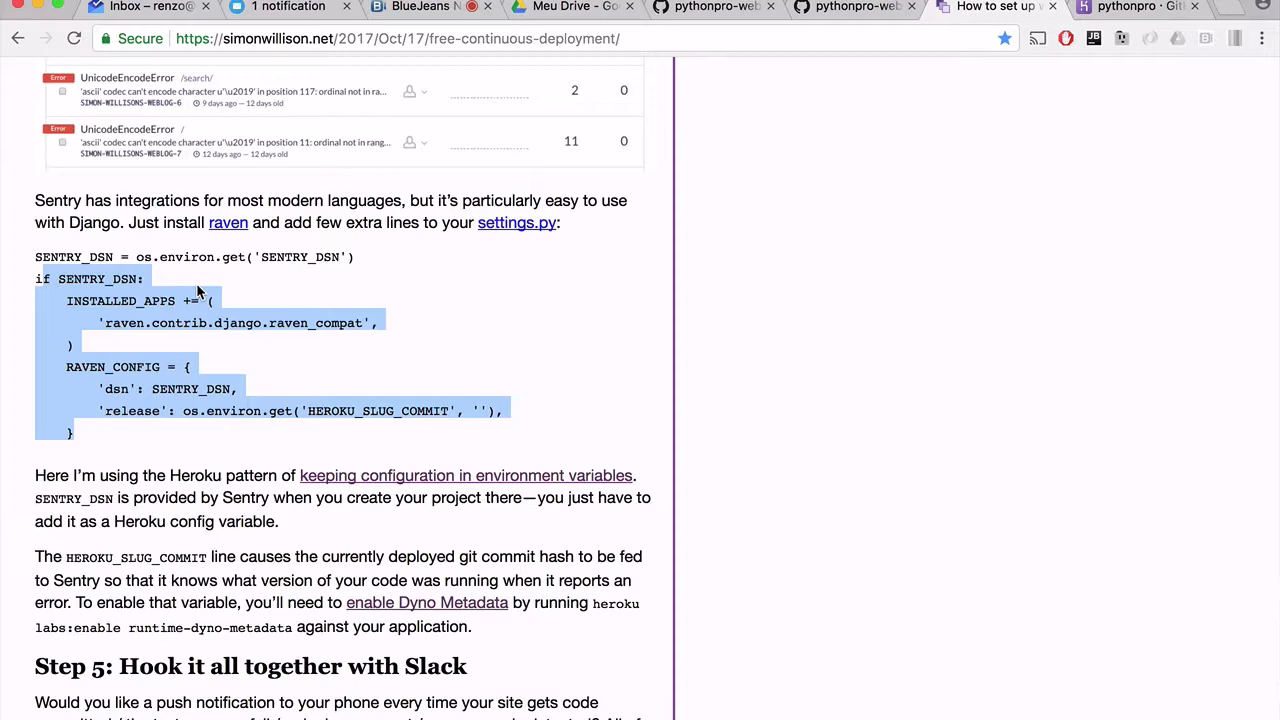 Inbox – renzo@
1 notification
BlueJeans N
Meu Drive - Go
pythonpro-web
pythonpro-web
How to set up
pythonpro · Git
Secure
https://simonwillison.net/2017/Oct/17/free-continuous-deployment/
Error UnicodeEncodeError /search/
'ascii' codec can't encode character u'\u2019' in position 117: ordinal not in ra... 2 0
SIMON-WILLISONS-WEBLOG-6 9 days ago — 12 days old
Error UnicodeEncodeError /
'ascii' codec can't encode character u'\u2019' in position 11: ordinal not in rang... 11 0
SIMON-WILLISONS-WEBLOG-7 12 days ago — 12 days old
Sentry has integrations for most modern languages, but it's particularly easy to use
with Django. Just install raven and add few extra lines to your settings.py:
SENTRY_DSN = os.environ.get('SENTRY_DSN')
if SENTRY_DSN:
INSTALLED_APPS += (
'raven.contrib.django.raven_compat',
)
RAVEN_CONFIG = {
'dsn': SENTRY_DSN,
'release': os.environ.get('HEROKU_SLUG_COMMIT', ''),
}
Here I'm using the Heroku pattern of keeping configuration in environment variables.
SENTRY_DSN is provided by Sentry when you create your project there—you just have to
add it as a Heroku config variable.
The HEROKU_SLUG_COMMIT line causes the currently deployed git commit hash to be fed
to Sentry so that it knows what version of your code was running when it reports an
error. To enable that variable, you'll need to enable Dyno Metadata by running heroku
labs:enable runtime-dyno-metadata against your application.
Step 5: Hook it all together with Slack
Would you like a push notification to your phone every time your site gets code